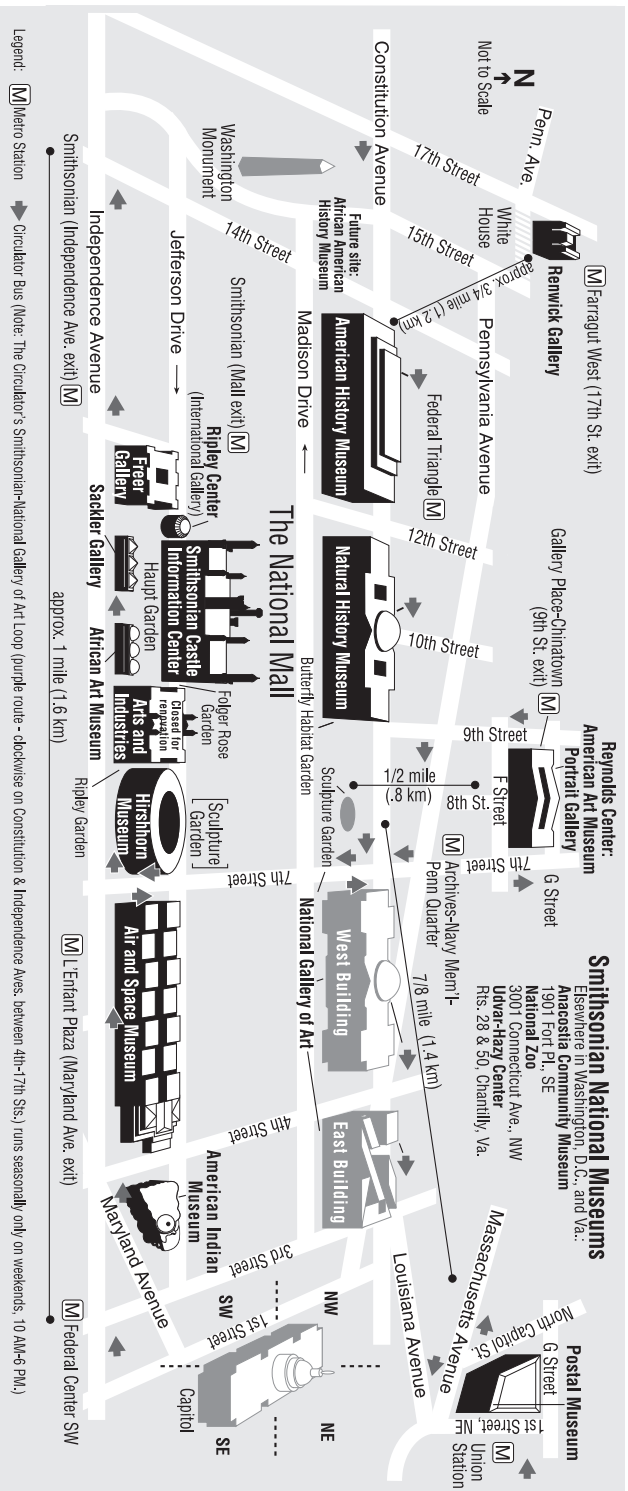 Smithsonian National Museums
Elsewhere in Washington, D.C., and Va.:
Anacostia Community Museum
1901 Fort Pl., SE
National Zoo
3001 Connecticut Ave., NW
Udvar-Hazy Center
Rts. 28 & 50, Chantilly, Va.
M Farragut West (17th St. exit)
Renwick Gallery
Penn. Ave.
White
House
N
Not to Scale
17th Street
15th Street
approx. 3/4 mile (1.2 km)
Pennsylvania Avenue
Constitution Avenue
Federal Triangle M
12th Street
10th Street
Gallery Place-Chinatown
(9th St. exit) M
9th Street
Reynolds Center:
American Art Museum
Portrait Gallery
F Street
8th St.
7th Street
G Street
1/2 mile
(.8 km)
M Archives-Navy Mem'l-
Penn Quarter
7/8 mile (1.4 km)
Massachusetts Avenue
Louisiana Avenue
North Capitol St.
Postal Museum
G Street
1st Street, NE
M
Union
Station
Washington
Monument
Future site:
African American
History Museum
14th Street
American History Museum
Natural History Museum
Butterfly Habitat Garden
Sculpture Garden
National Gallery of Art
West Building
East Building
Madison Drive
The National Mall
Jefferson Drive
Smithsonian (Mall exit) M
Ripley Center
(International Gallery)
Freer
Gallery
Smithsonian Castle
Information Center
Haupt Garden
Sackler Gallery
African Art Museum
Folger Rose
Garden
Closed for
renovation
Arts and
Industries
Ripley Garden
Hirshhorn
Museum
Sculpture
Garden
7th Street
Air and Space Museum
4th Street
American Indian
Museum
3rd Street
Maryland Avenue
1st Street
NW
NE
SW
SE
Capitol
Independence Avenue
Smithsonian (Independence Ave. exit) M
M L'Enfant Plaza (Maryland Ave. exit)
M Federal Center SW
approx. 1 mile (1.6 km)
Legend: M Metro Station Circulator Bus (Note: The Circulator's Smithsonian-National Gallery of Art Loop (purple route - clockwise on Constitution & Independence Aves. between 4th-17th Sts.) runs seasonally only on weekends, 10 AM-6 PM.)